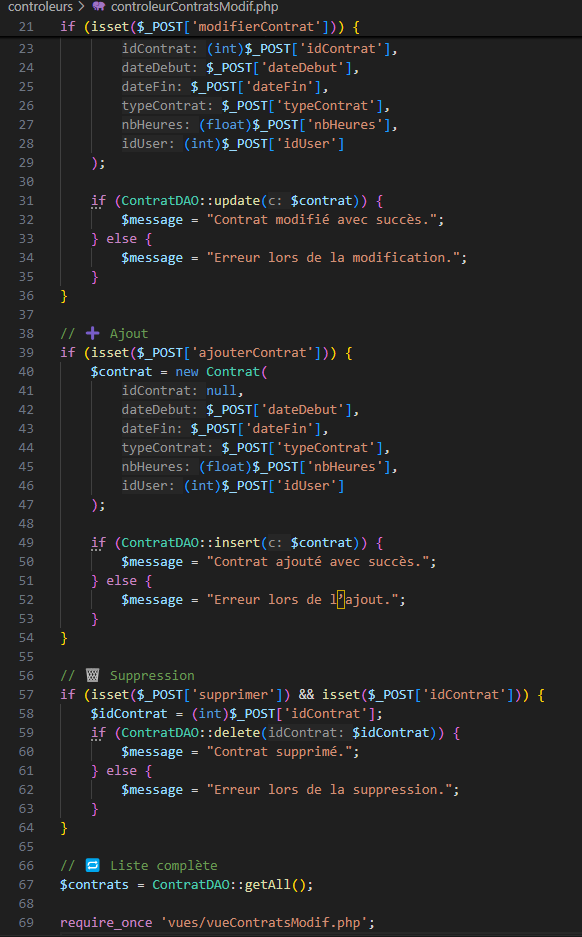 controleurs > controleurContratsModif.php
21 if (isset($_POST['modifierContrat'])) {
23 idContrat: (int)$_POST['idContrat'],
24 dateDebut: $_POST['dateDebut'],
25 dateFin: $_POST['dateFin'],
26 typeContrat: $_POST['typeContrat'],
27 nbHeures: (float)$_POST['nbHeures'],
28 idUser: (int)$_POST['idUser']
29 );
30
31 if (ContratDAO::update(c: $contrat)) {
32 $message = "Contrat modifié avec succès.";
33 } else {
34 $message = "Erreur lors de la modification.";
35 }
36 }
37
38 // ➕ Ajout
39 if (isset($_POST['ajouterContrat'])) {
40 $contrat = new Contrat(
41 idContrat: null,
42 dateDebut: $_POST['dateDebut'],
43 dateFin: $_POST['dateFin'],
44 typeContrat: $_POST['typeContrat'],
45 nbHeures: (float)$_POST['nbHeures'],
46 idUser: (int)$_POST['idUser']
47 );
48
49 if (ContratDAO::insert(c: $contrat)) {
50 $message = "Contrat ajouté avec succès.";
51 } else {
52 $message = "Erreur lors de l’ajout.";
53 }
54 }
55
56 // 🗑️ Suppression
57 if (isset($_POST['supprimer']) && isset($_POST['idContrat'])) {
58 $idContrat = (int)$_POST['idContrat'];
59 if (ContratDAO::delete(idContrat: $idContrat)) {
60 $message = "Contrat supprimé.";
61 } else {
62 $message = "Erreur lors de la suppression.";
63 }
64 }
65
66 // 🔁 Liste complète
67 $contrats = ContratDAO::getAll();
68
69 require_once 'vues/vueContratsModif.php';